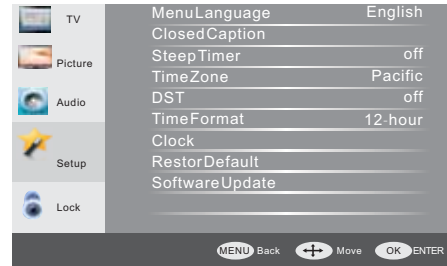 TV
Picture
Audio
Setup
Lock
MenuLanguage English
ClosedCaption
SteepTimer off
TimeZone Pacific
DST off
TimeFormat 12-hour
Clock
RestorDefault
SoftwareUpdate
MENU Back Move OK ENTER